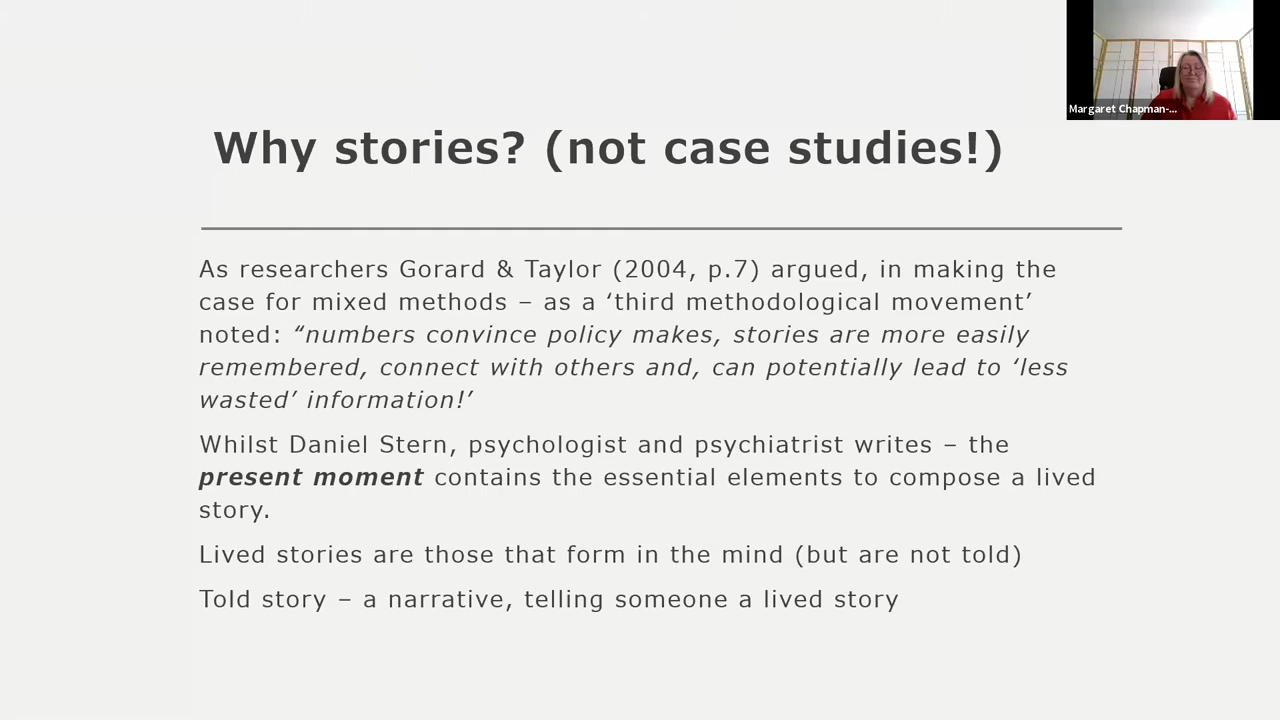 Margaret Chapman-...
Why stories? (not case studies!)
As researchers Gorard & Taylor (2004, p.7) argued, in making the
case for mixed methods – as a ‘third methodological movement’
noted: “numbers convince policy makes, stories are more easily
remembered, connect with others and, can potentially lead to ‘less
wasted’ information!’
Whilst Daniel Stern, psychologist and psychiatrist writes – the
present moment contains the essential elements to compose a lived
story.
Lived stories are those that form in the mind (but are not told)
Told story – a narrative, telling someone a lived story